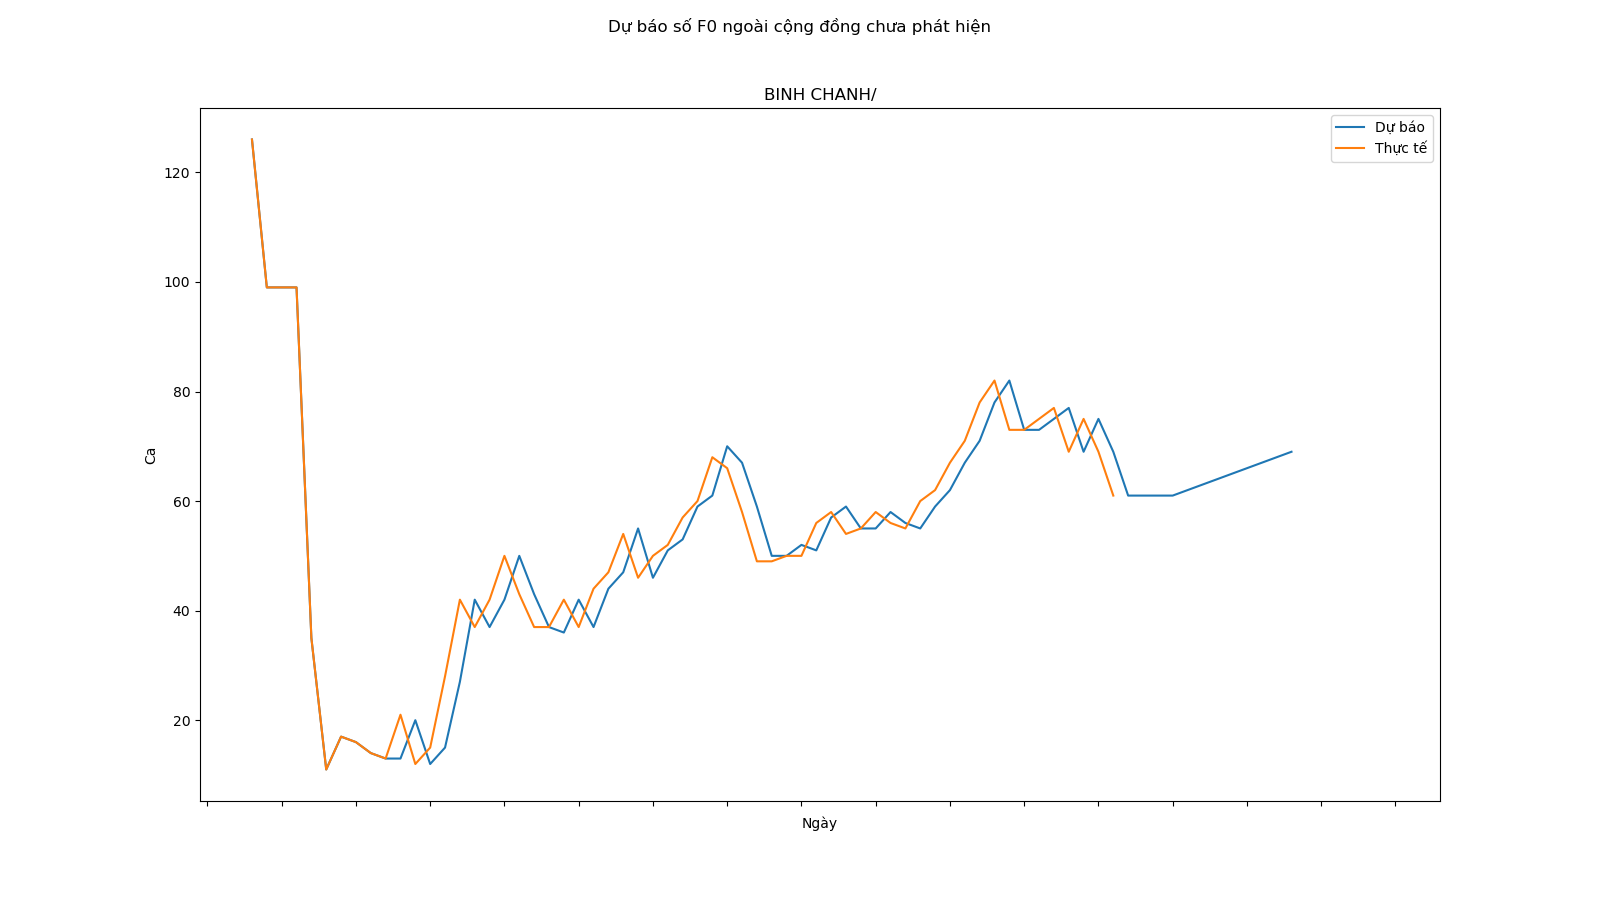 Dự báo số F0 ngoài cộng đồng chưa phát hiện
BINH CHANH/
Dự báo
Thực tế
120
100
80
60
40
20
Ca
Ngày